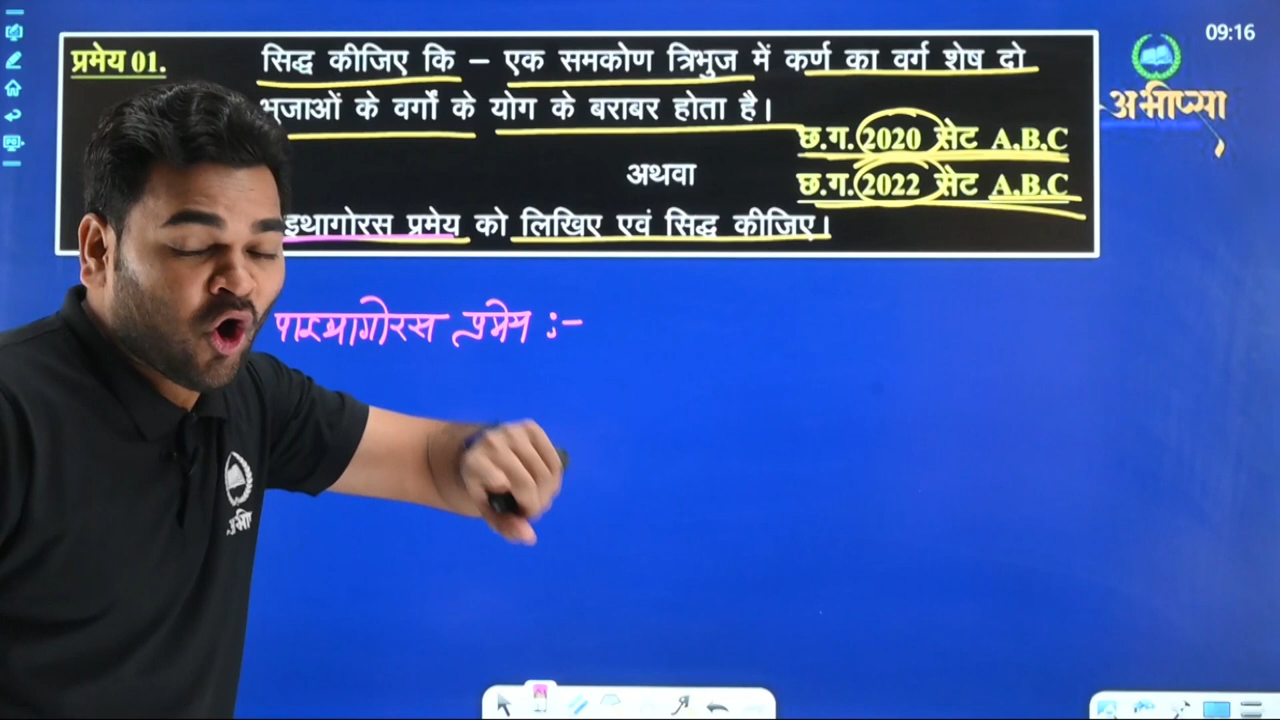 09:16
प्रमेय 01. सिद्ध कीजिए कि – एक समकोण त्रिभुज में कर्ण का वर्ग शेष दो
भुजाओं के वर्गों के योग के बराबर होता है।
छ.ग. 2020 सेट A,B,C
अथवा
छ.ग. 2022 सेट A,B,C
इथागोरस प्रमेय को लिखिए एवं सिद्ध कीजिए।
अभीप्सा
पाइथागोरस प्रमेय :-
अभी